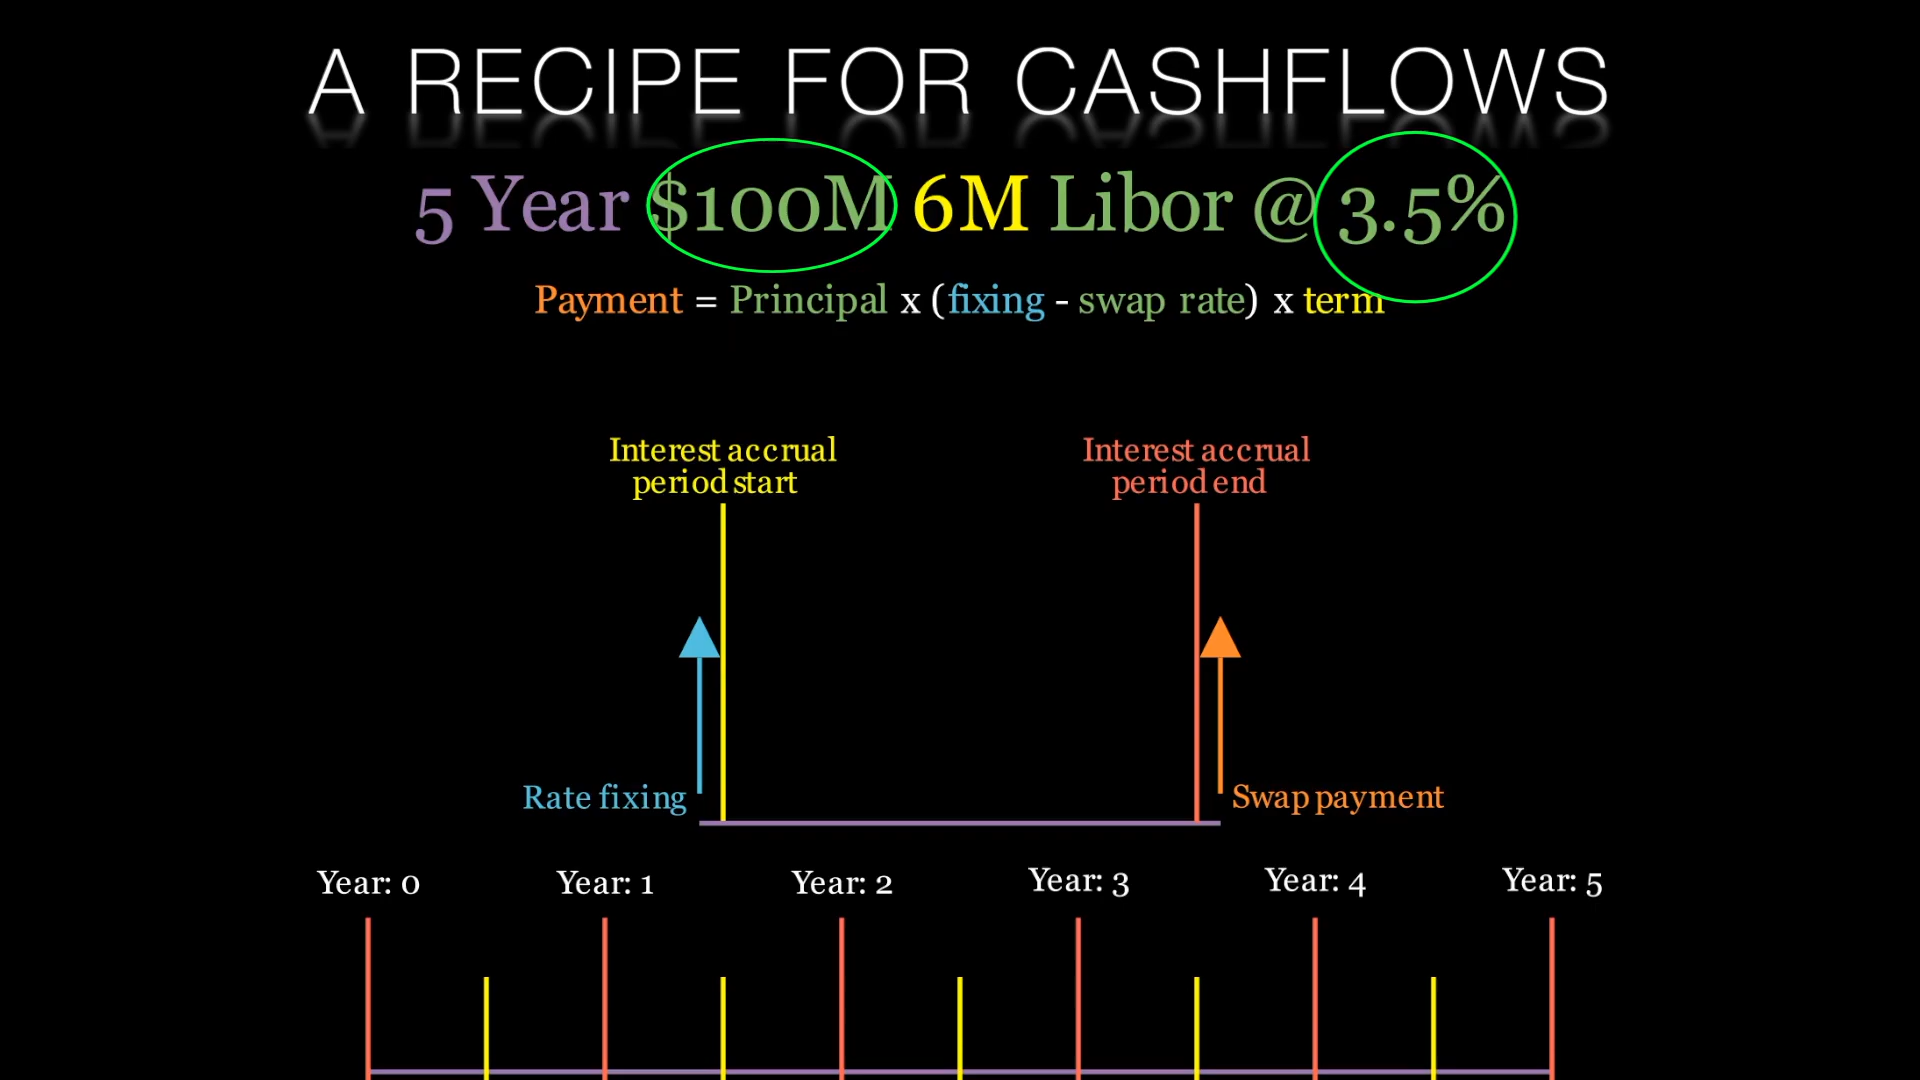 A RECIPE FOR CASHFLOWS
5 Year $100M 6M Libor @ 3.5%
Payment = Principal x (fixing - swap rate) x term
Interest accrual
period start
Interest accrual
period end
Rate fixing
Swap payment
Year: 0
Year: 1
Year: 2
Year: 3
Year: 4
Year: 5